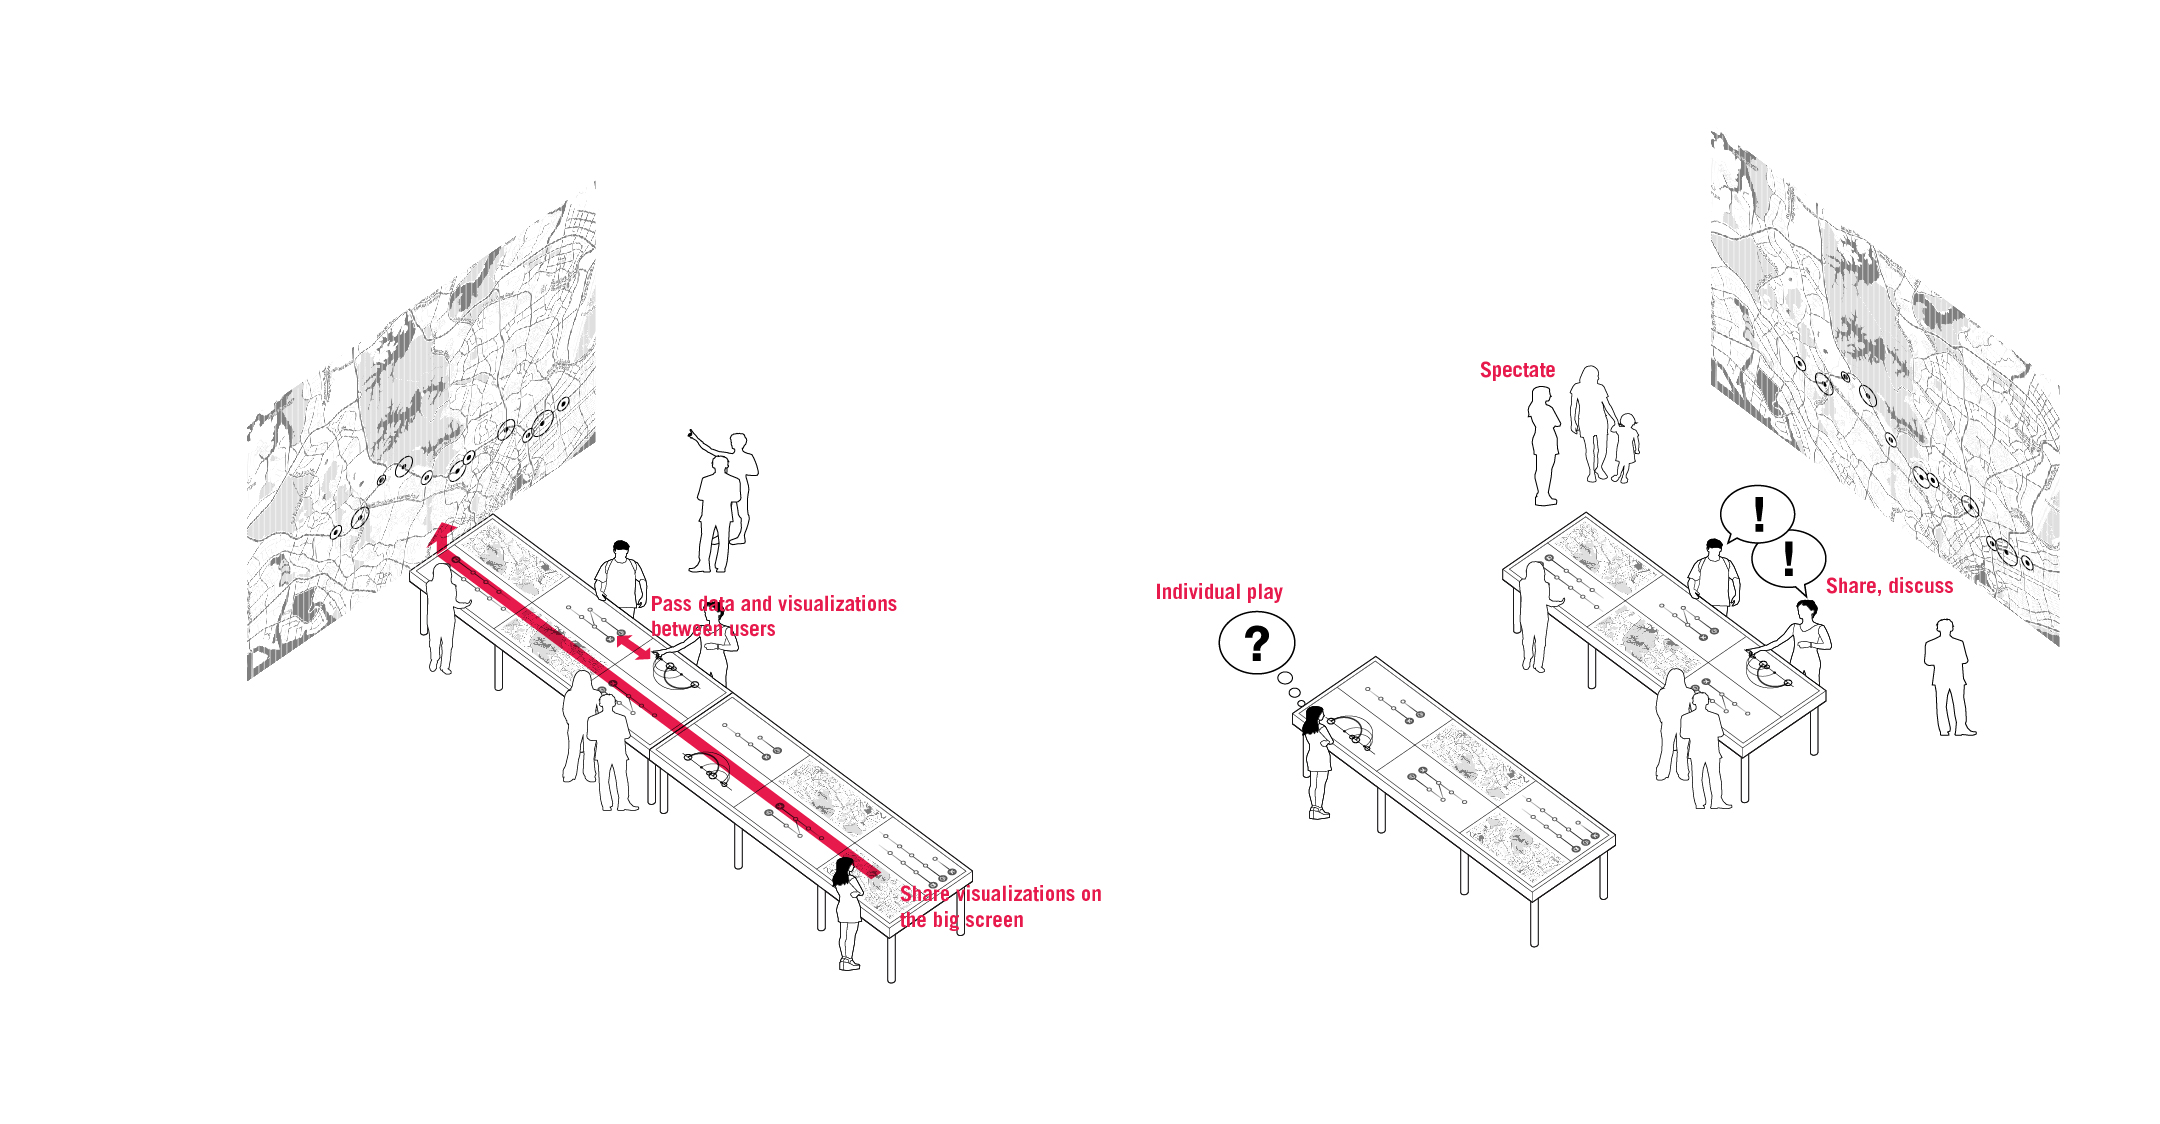 Pass data and visualizations
between users
Share visualizations on
the big screen
Spectate
!
!
Share, discuss
Individual play
?